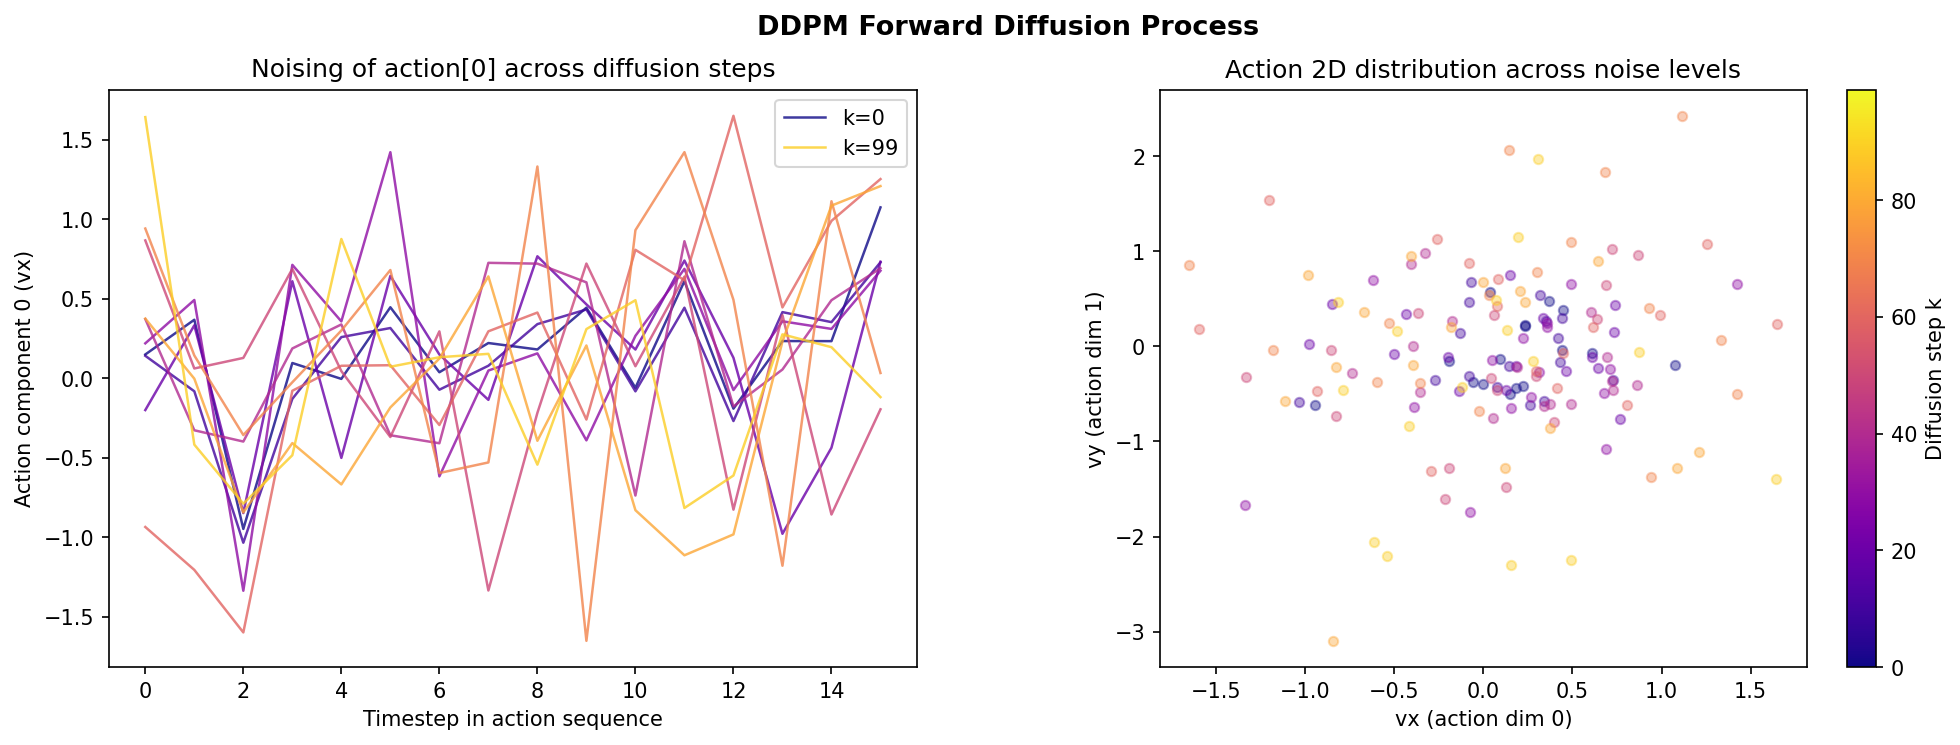 DDPM Forward Diffusion Process
Noising of action[0] across diffusion steps
k=0
k=99
1.5
1.0
0.5
0.0
−0.5
−1.0
−1.5
Action component 0 (vx)
0 2 4 6 8 10 12 14
Timestep in action sequence
Action 2D distribution across noise levels
2
1
0
−1
−2
−3
vy (action dim 1)
−1.5 −1.0 −0.5 0.0 0.5 1.0 1.5
vx (action dim 0)
80
60
40
20
0
Diffusion step k